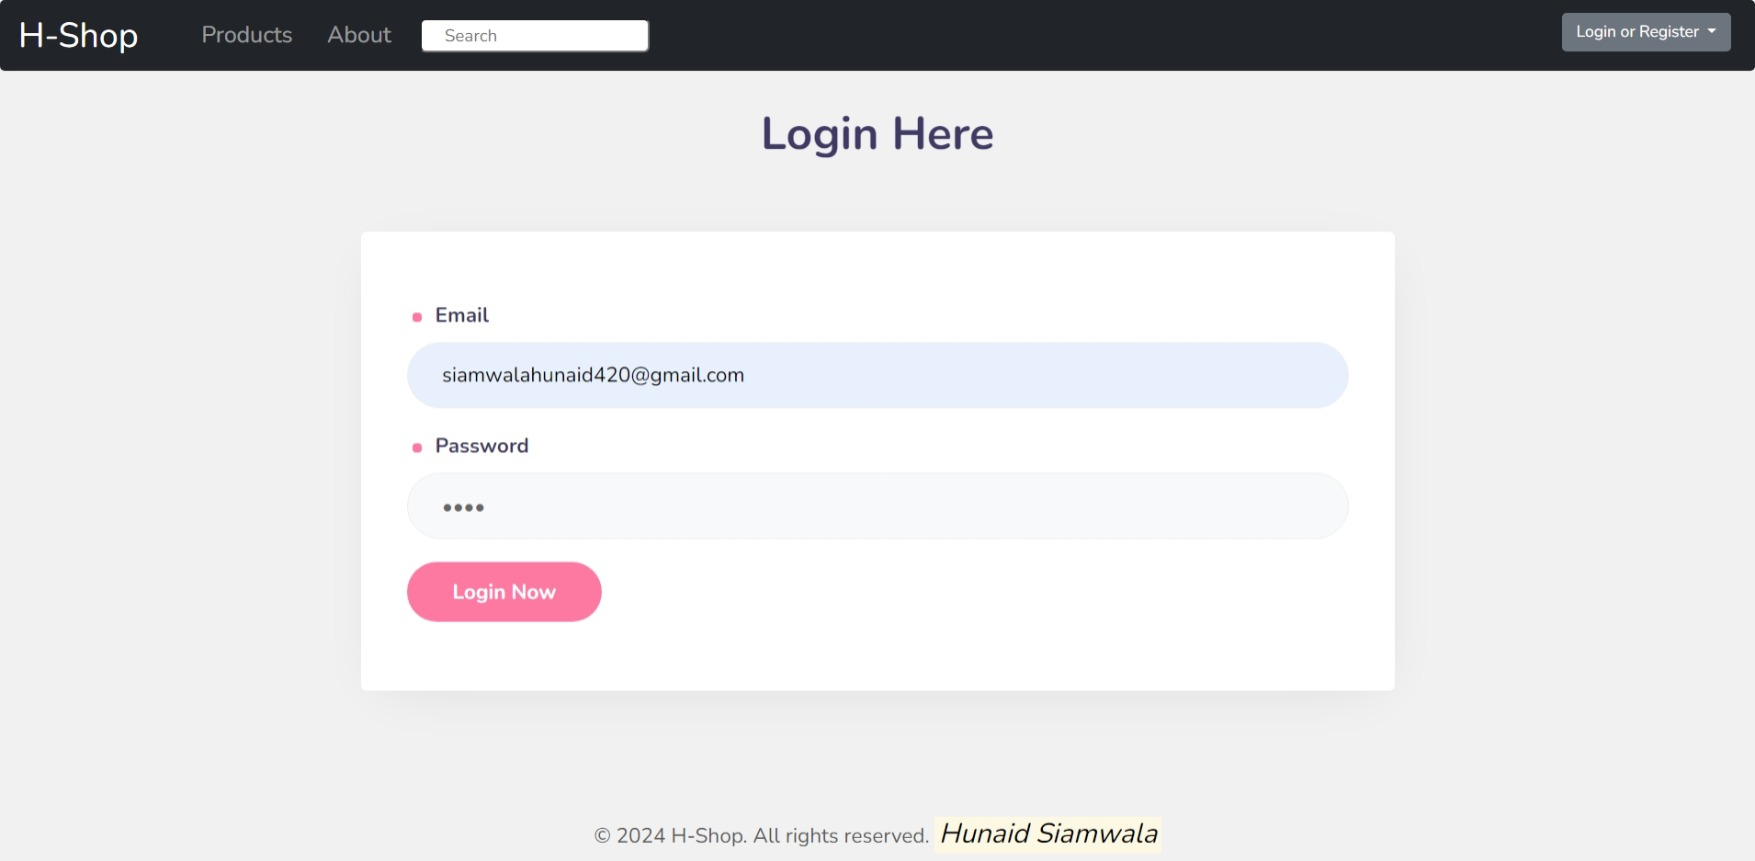 H-Shop Products About Search Login or Register
Login Here
Email
siamwalahunaid420@gmail.com
Password
••••
Login Now
© 2024 H-Shop. All rights reserved. Hunaid Siamwala